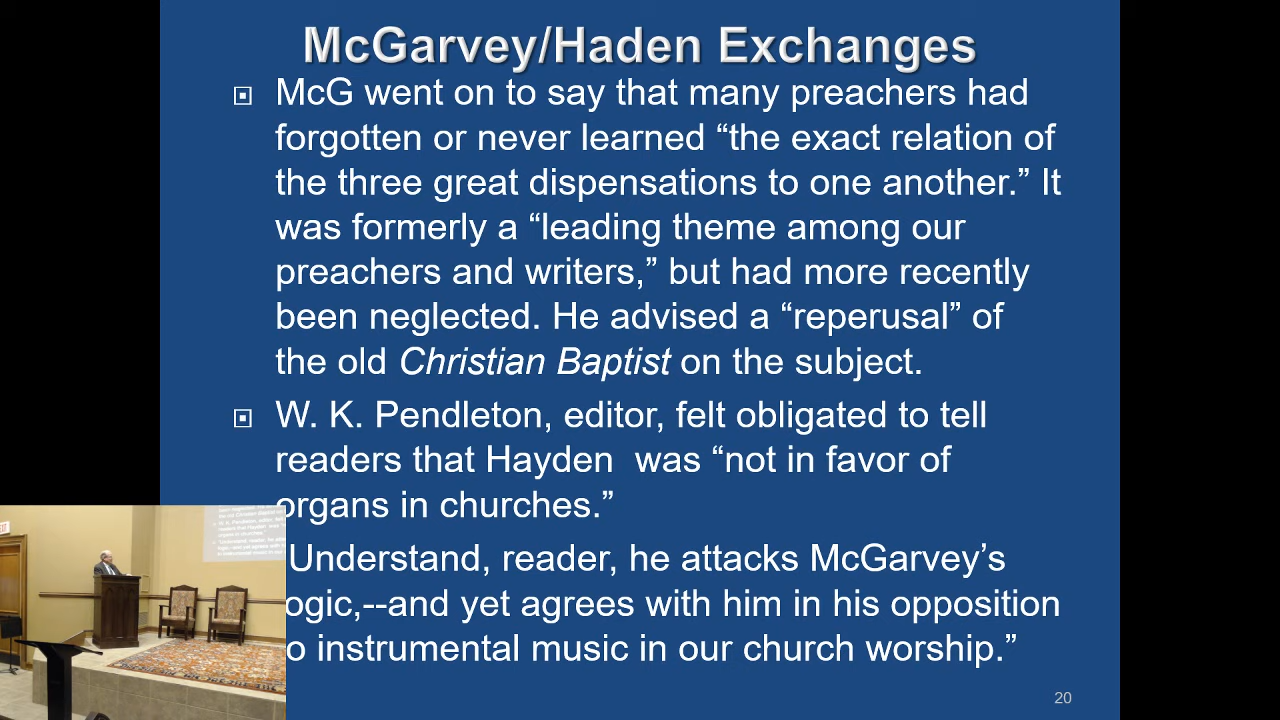 McGarvey/Haden Exchanges
McG went on to say that many preachers had
forgotten or never learned “the exact relation of
the three great dispensations to one another.” It
was formerly a “leading theme among our
preachers and writers,” but had more recently
been neglected. He advised a “reperusal” of
the old Christian Baptist on the subject.
W. K. Pendleton, editor, felt obligated to tell
readers that Hayden was “not in favor of
organs in churches.”
Understand, reader, he attacks McGarvey’s
ogic,--and yet agrees with him in his opposition
o instrumental music in our church worship.”
20